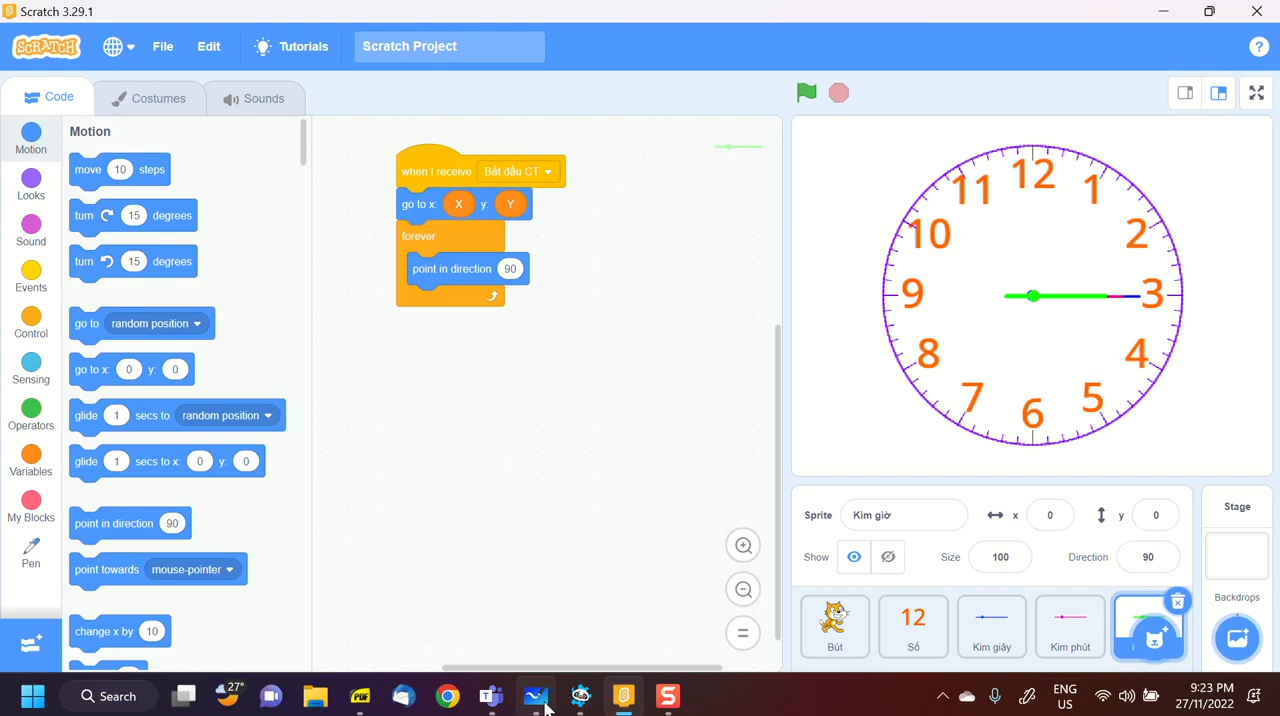 Scratch 3.29.1
SCRATCH
File
Edit
Tutorials
Scratch Project
?
Code
Costumes
Sounds
Motion
Looks
Sound
Events
Control
Sensing
Operators
Variables
My Blocks
Pen
Motion
move 10 steps
turn 15 degrees
turn 15 degrees
go to random position
go to x: 0 y: 0
glide 1 secs to random position
glide 1 secs to x: 0 y: 0
point in direction 90
point towards mouse-pointer
change x by 10
when I receive Bắt đầu CT
go to x: X y: Y
forever
point in direction 90
12
11 1
10 2
9 3
8 4
7 5
6
Sprite Kim giờ x 0 y 0
Show Size 100 Direction 90
Bút
12
Số
Kim giây
Kim phút
Stage
Backdrops
Search
27°
PDF
S
ENG
US
9:23 PM
27/11/2022